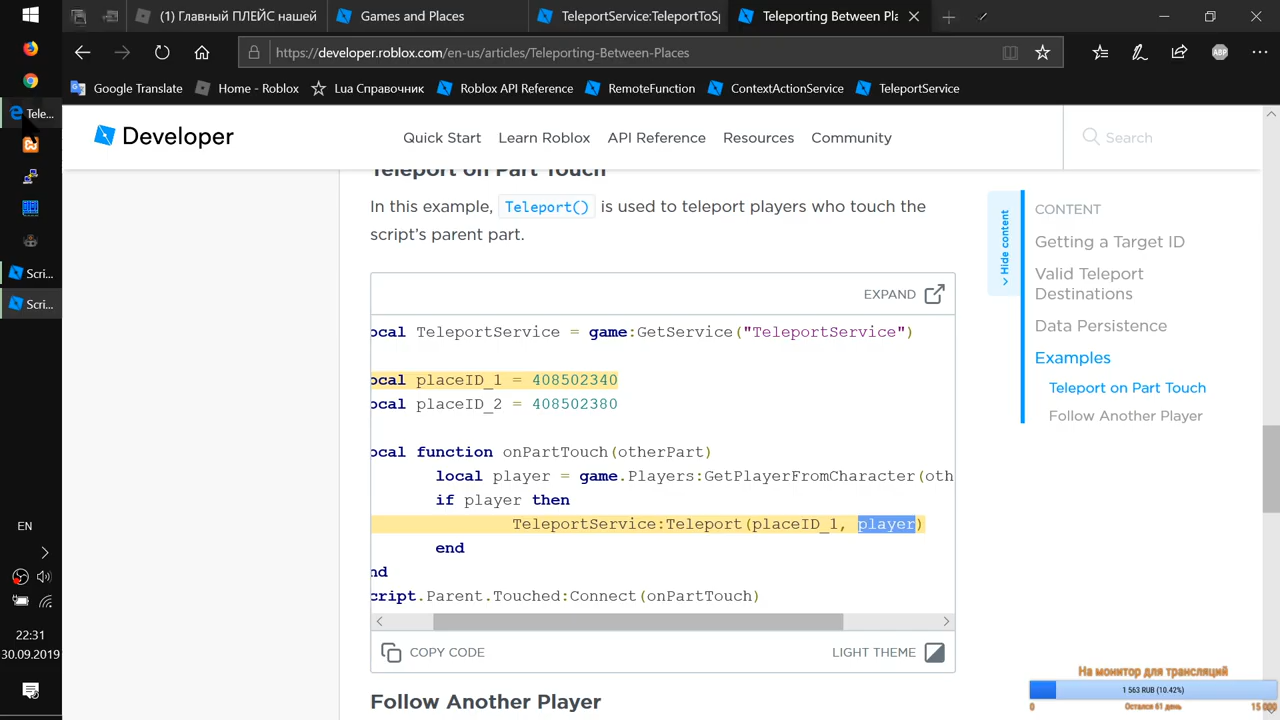 (1) Главный ПЛЕЙС нашей
Games and Places
TeleportService:TeleportToSp
Teleporting Between Pla
https://developer.roblox.com/en-us/articles/Teleporting-Between-Places
Google Translate
Home - Roblox
Lua Справочник
Roblox API Reference
RemoteFunction
ContextActionService
TeleportService
Tele...
Scri...
Scri...
EN
22:31
30.09.2019
Developer
Quick Start
Learn Roblox
API Reference
Resources
Community
Search
Teleport on Part Touch
In this example, Teleport() is used to teleport players who touch the
script's parent part.
EXPAND
ocal TeleportService = game:GetService("TeleportService")
ocal placeID_1 = 408502340
ocal placeID_2 = 408502380
ocal function onPartTouch(otherPart)
local player = game.Players:GetPlayerFromCharacter(oth
if player then
TeleportService:Teleport(placeID_1, player)
end
nd
cript.Parent.Touched:Connect(onPartTouch)
COPY CODE
LIGHT THEME
Follow Another Player
Hide content
CONTENT
Getting a Target ID
Valid Teleport
Destinations
Data Persistence
Examples
Teleport on Part Touch
Follow Another Player
ABP
На монитор для трансляций
1 563 RUB (10.42%)
0
Остался 61 день
15 000